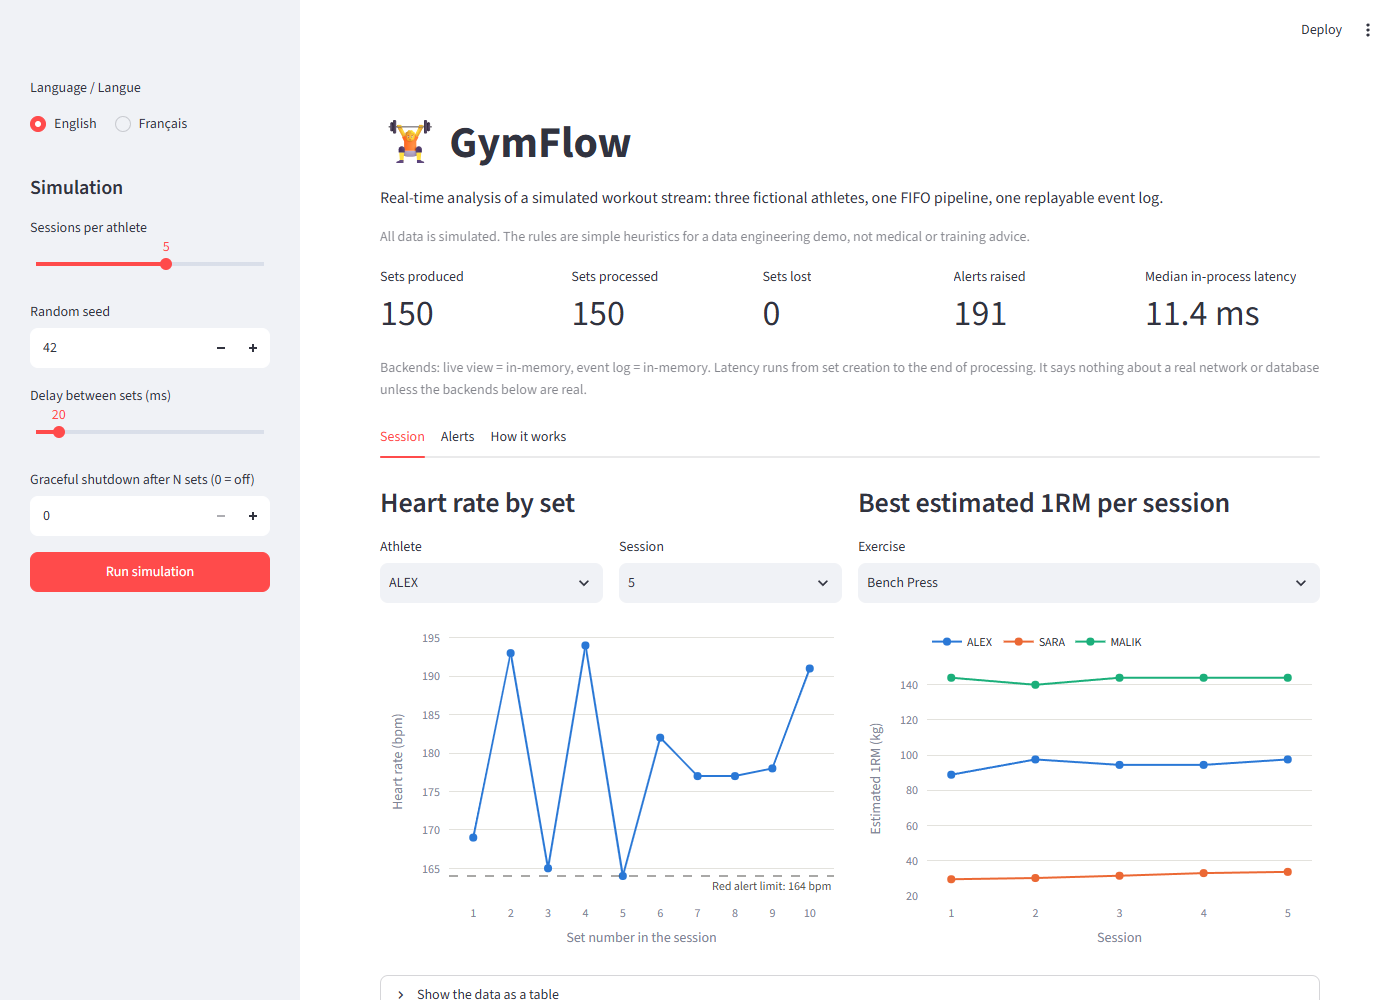 Deploy
Language / Langue
English
Français
Simulation
Sessions per athlete
5
Random seed
42
Delay between sets (ms)
20
Graceful shutdown after N sets (0 = off)
0
Run simulation
GymFlow
Real-time analysis of a simulated workout stream: three fictional athletes, one FIFO pipeline, one replayable event log.
All data is simulated. The rules are simple heuristics for a data engineering demo, not medical or training advice.
Sets produced
150
Sets processed
150
Sets lost
0
Alerts raised
191
Median in-process latency
11.4 ms
Backends: live view = in-memory, event log = in-memory. Latency runs from set creation to the end of processing. It says nothing about a real network or database
unless the backends below are real.
Session Alerts How it works
Heart rate by set
Athlete
ALEX
Session
5
Heart rate (bpm)
195
190
185
180
175
170
165
Red alert limit: 164 bpm
1 2 3 4 5 6 7 8 9 10
Set number in the session
Best estimated 1RM per session
Exercise
Bench Press
ALEX SARA MALIK
Estimated 1RM (kg)
140
120
100
80
60
40
20
1 2 3 4 5
Session
Show the data as a table